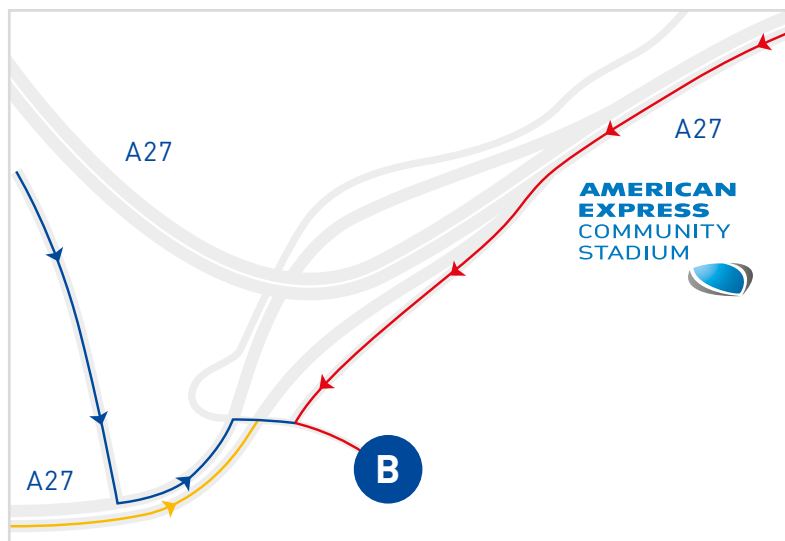 A27
A27
AMERICAN
EXPRESS
COMMUNITY
STADIUM
A27
B